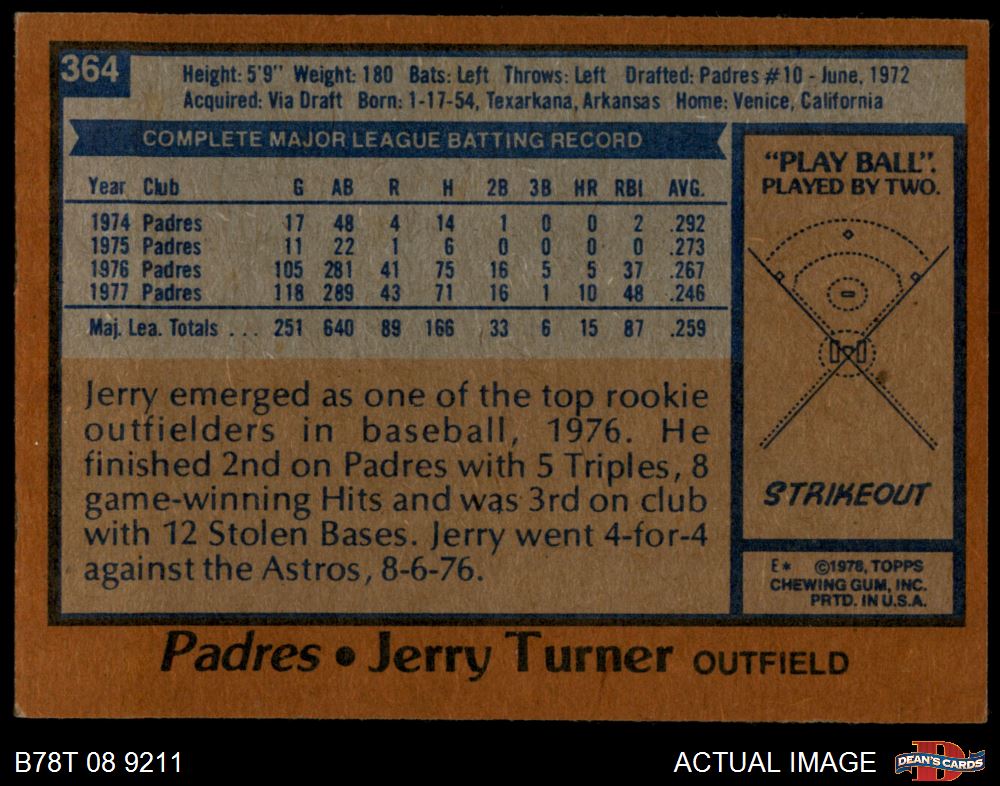 364
Height: 5'9" Weight: 180 Bats: Left Throws: Left Drafted: Padres #10 - June, 1972
Acquired: Via Draft Born: 1-17-54, Texarkana, Arkansas Home: Venice, California
COMPLETE MAJOR LEAGUE BATTING RECORD
Year Club G AB R H 2B 3B HR RBI AVG.
1974 Padres 17 48 4 14 1 0 0 2 .292
1975 Padres 11 22 1 6 0 0 0 0 .273
1976 Padres 105 281 41 75 16 5 5 37 .267
1977 Padres 118 289 43 71 16 1 10 48 .246
Maj. Lea. Totals . . . 251 640 89 166 33 6 15 87 .259
Jerry emerged as one of the top rookie
outfielders in baseball, 1976. He
finished 2nd on Padres with 5 Triples, 8
game-winning Hits and was 3rd on club
with 12 Stolen Bases. Jerry went 4-for-4
against the Astros, 8-6-76.
"PLAY BALL".
PLAYED BY TWO.
STRIKEOUT
E* ©1978, TOPPS
CHEWING GUM, INC.
PRTD. IN U.S.A.
Padres • Jerry Turner OUTFIELD
B78T 08 9211
ACTUAL IMAGE
D
DEAN'S CARDS